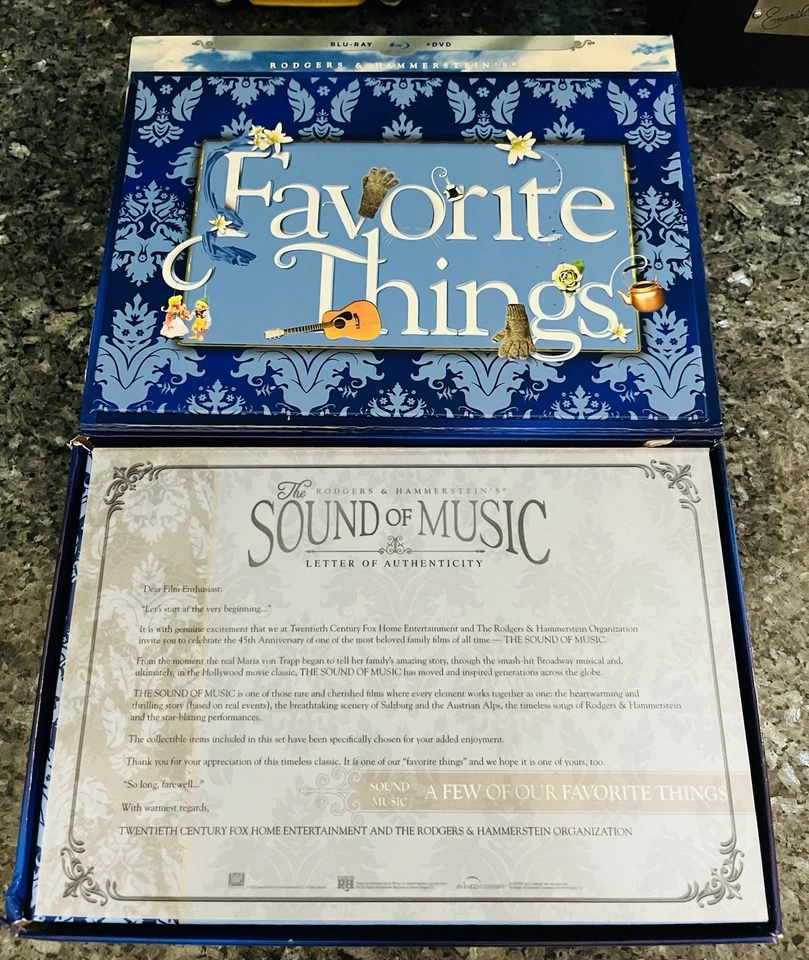 BLU-RAY +DVD
RODGERS & HAMMERSTEIN'S®
Favorite
Things
The RODGERS & HAMMERSTEIN'S®
SOUND OF MUSIC
LETTER OF AUTHENTICITY
Dear Film Enthusiast:
"Let's start at the very beginning..."
It is with genuine excitement that we at Twentieth Century Fox Home Entertainment and The Rodgers & Hammerstein Organization
invite you to celebrate the 45th Anniversary of one of the most beloved family films of all time — THE SOUND OF MUSIC.
From the moment the real Maria von Trapp began to tell her family's amazing story, through the smash-hit Broadway musical and,
ultimately, in the Hollywood movie classic, THE SOUND OF MUSIC has moved and inspired generations across the globe.
THE SOUND OF MUSIC is one of those rare and cherished films where every element works together as one: the heartwarming and
thrilling story (based on real events), the breathtaking scenery of Salzburg and the Austrian Alps, the timeless songs of Rodgers & Hammerstein
and the star-blazing performances.
The collectible items included in this set have been specifically chosen for your added enjoyment.
Thank you for your appreciation of this timeless classic. It is one of our "favorite things" and we hope it is one of yours, too.
"So long, farewell..."
SOUND
MUSIC
A FEW OF OUR FAVORITE THINGS
With warmest regards,
TWENTIETH CENTURY FOX HOME ENTERTAINMENT AND THE RODGERS & HAMMERSTEIN ORGANIZATION
R&H